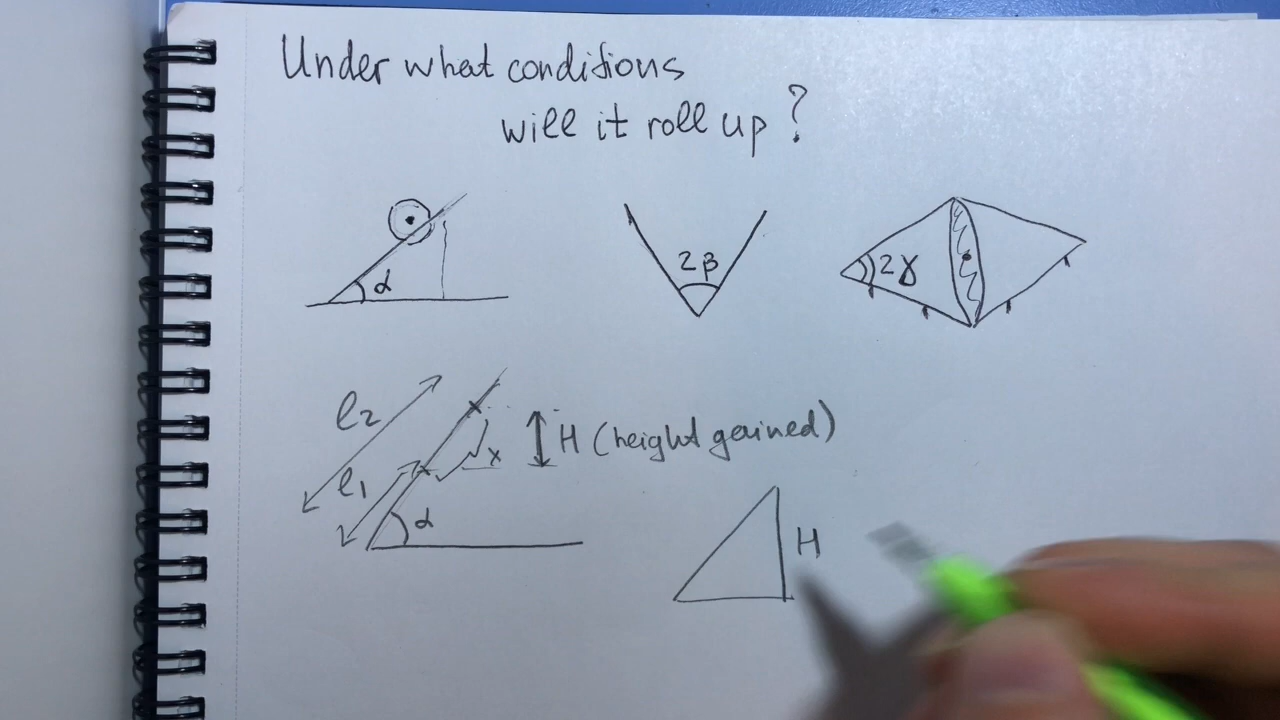 Under what conditions
will it roll up?
α
2β
2γ
l2
l1
x
H (height gained)
α
H